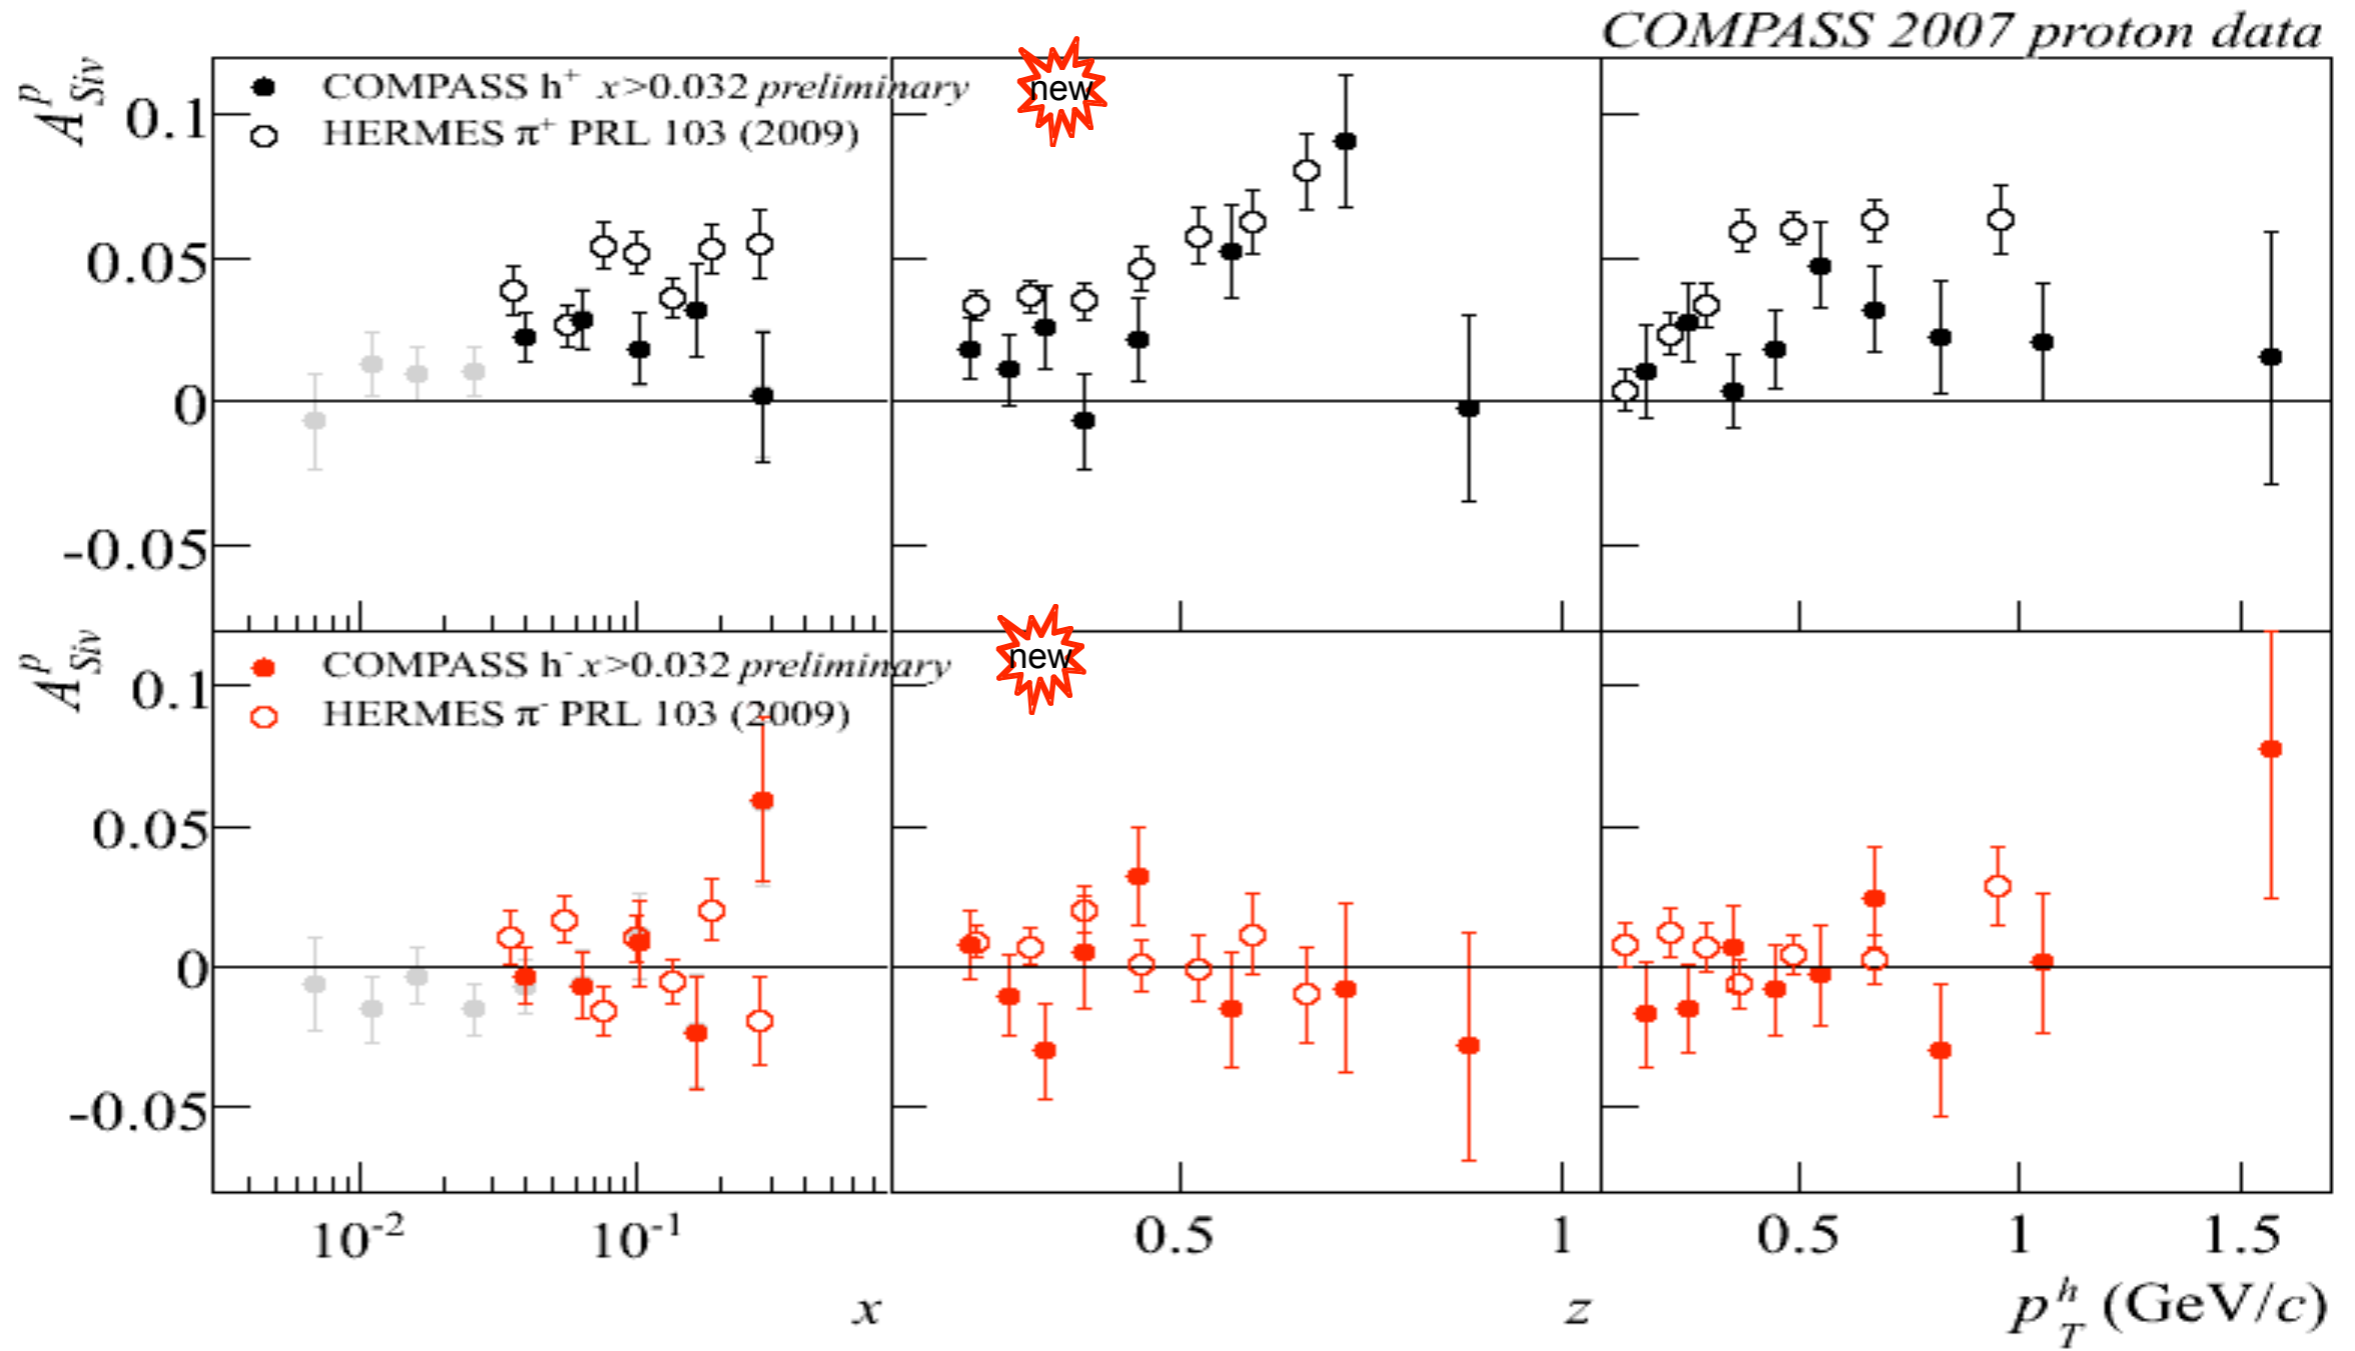 COMPASS 2007 proton data
A^p_Siv
COMPASS h⁺ x>0.032 preliminary
HERMES π⁺ PRL 103 (2009)
new
0.1
0.05
0
-0.05
A^p_Siv
COMPASS h⁻ x>0.032 preliminary
HERMES π⁻ PRL 103 (2009)
new
0.1
0.05
0
-0.05
10⁻² 10⁻¹ 0.5 1 0.5 1 1.5
x z p^h_T (GeV/c)